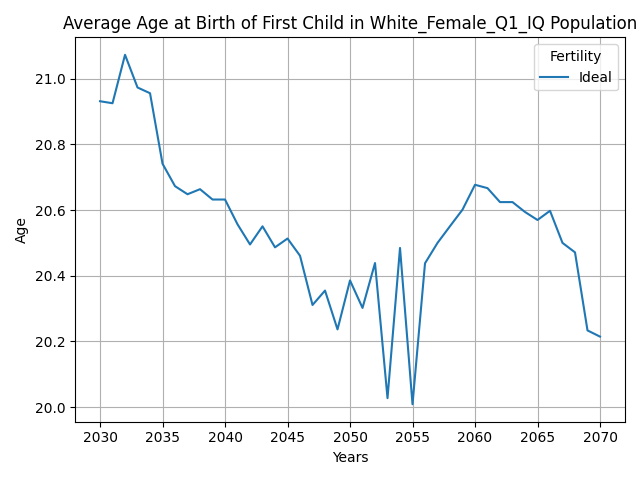 Average Age at Birth of First Child in White_Female_Q1_IQ Population
Fertility
Ideal
Age
21.0
20.8
20.6
20.4
20.2
20.0
2030 2035 2040 2045 2050 2055 2060 2065 2070
Years